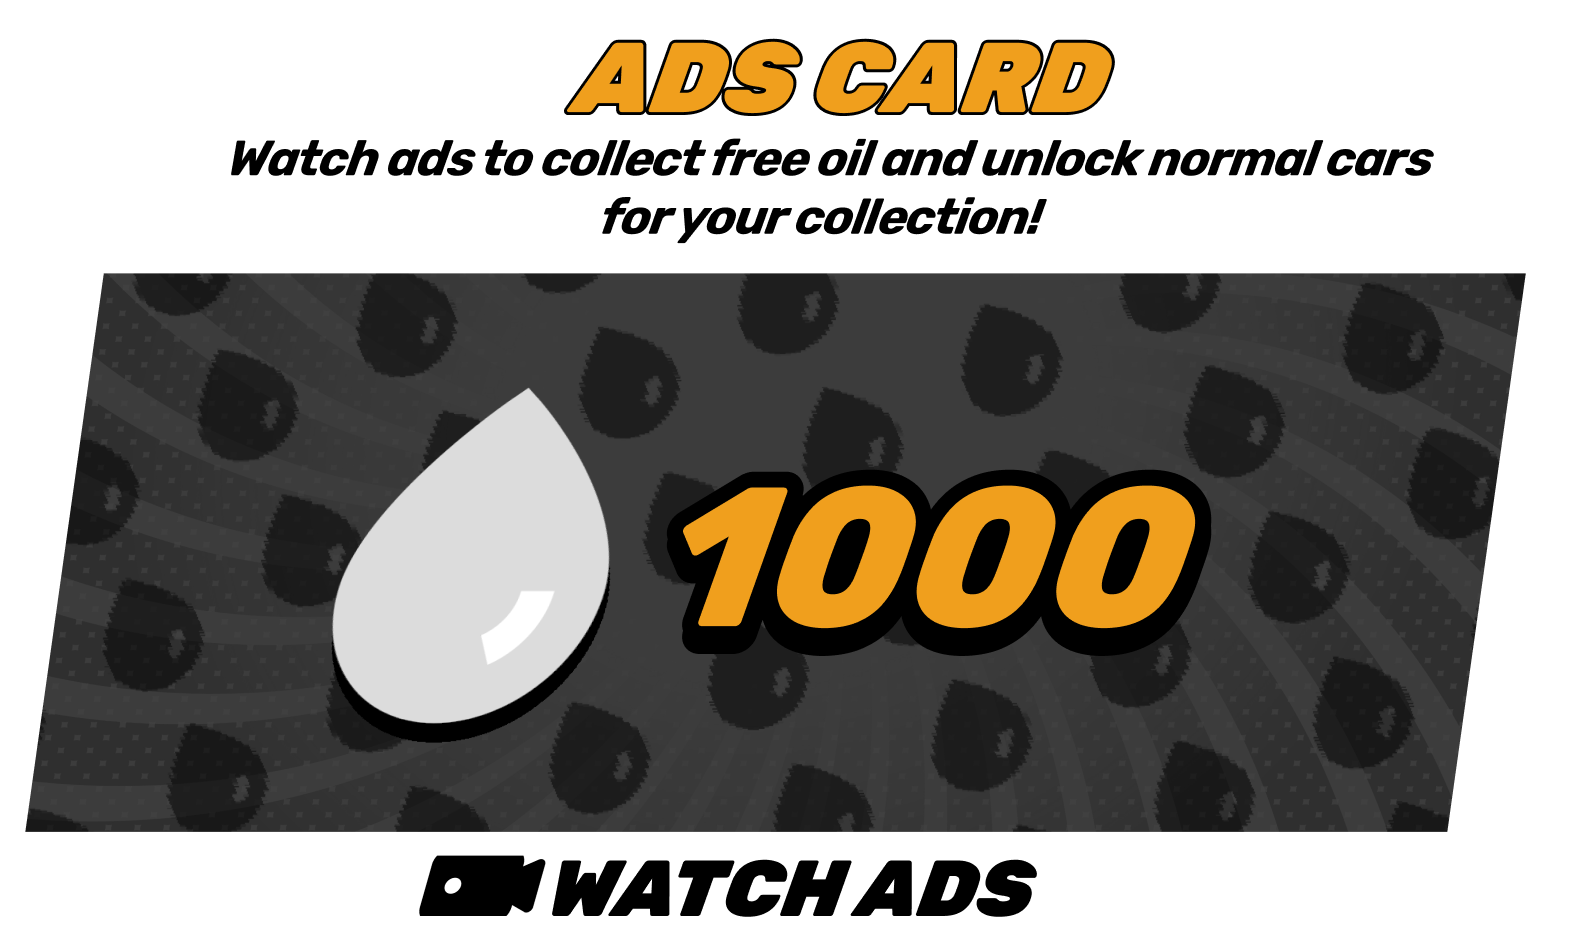 ADS CARD
Watch ads to collect free oil and unlock normal cars
for your collection!
1000
WATCH ADS